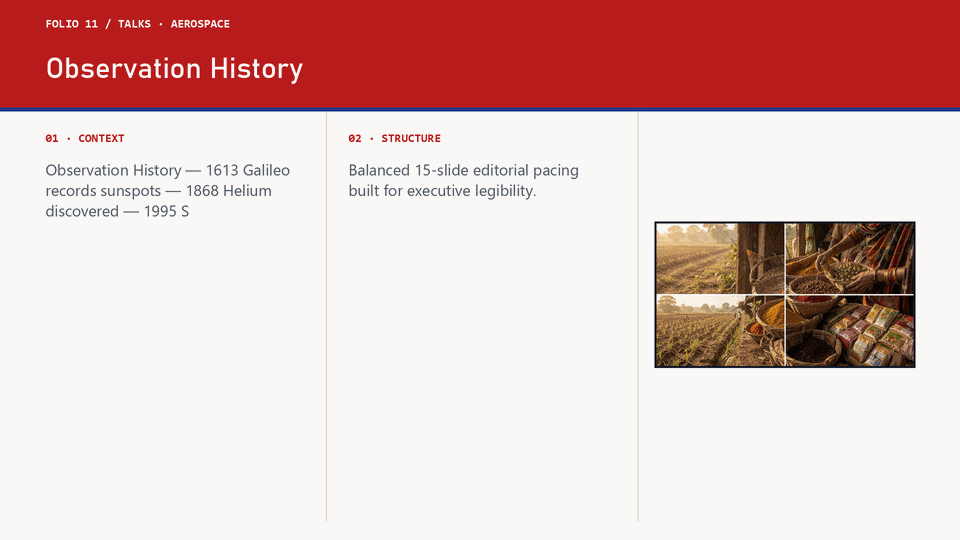 FOLIO 11 / TALKS · AEROSPACE
Observation History
01 · CONTEXT
Observation History — 1613 Galileo
records sunspots — 1868 Helium
discovered — 1995 S
02 · STRUCTURE
Balanced 15-slide editorial pacing
built for executive legibility.